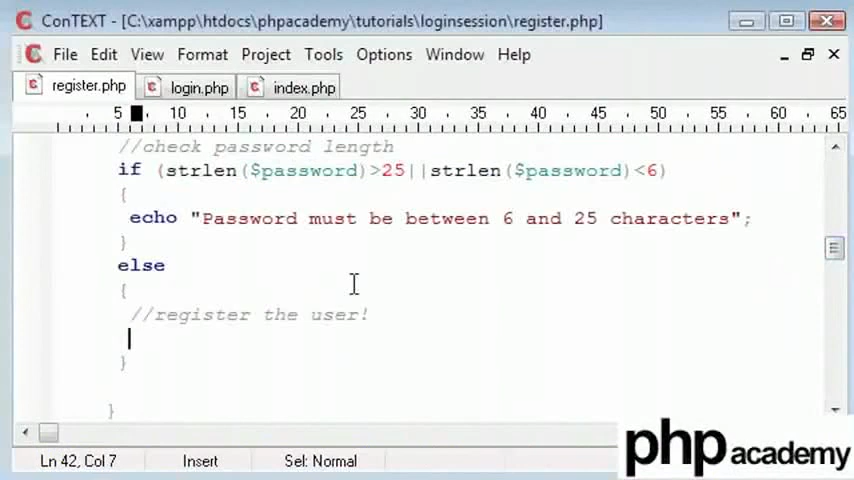 ConTEXT - [C:\xampp\htdocs\phpacademy\tutorials\loginsession\register.php]
File Edit View Format Project Tools Options Window Help
register.php login.php index.php
5 10 15 20 25 30 35 40 45 50 55 60 65
//check password length
if (strlen($password)>25||strlen($password)<6)
{
echo "Password must be between 6 and 25 characters";
}
else
{
//register the user!
}
}
Ln 42, Col 7 Insert Sel: Normal
php academy